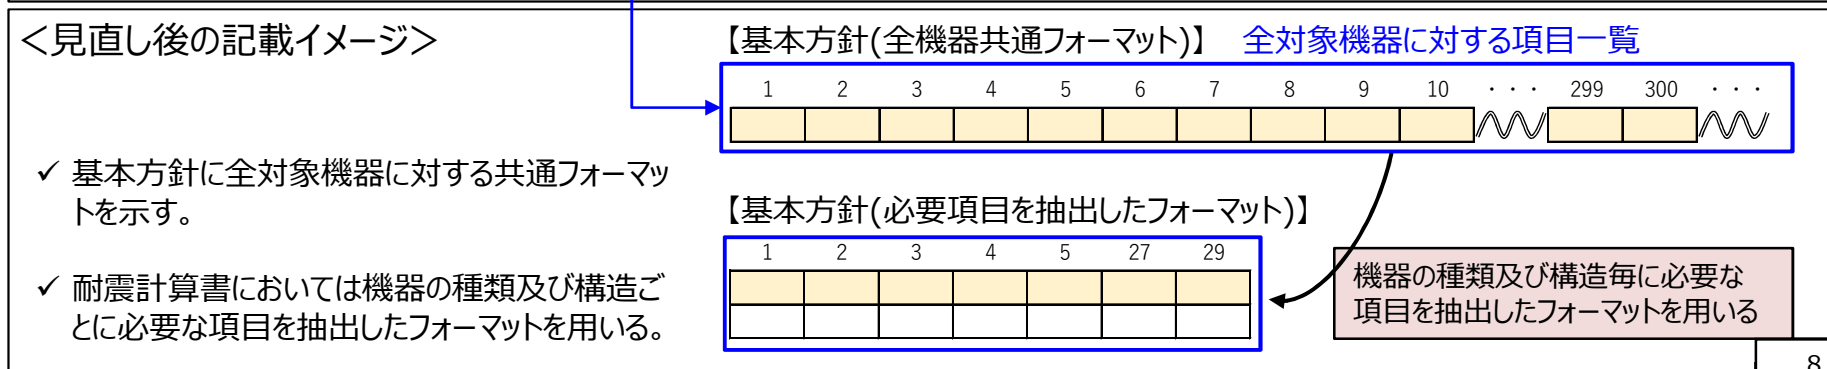 ＜見直し後の記載イメージ＞
【基本方針(全機器共通フォーマット)】 全対象機器に対する項目一覧
1 2 3 4 5 6 7 8 9 10 ・・・ 299 300 ・・・
✓ 基本方針に全対象機器に対する共通フォーマッ
トを示す。
【基本方針(必要項目を抽出したフォーマット)】
1 2 3 4 5 27 29
✓ 耐震計算書においては機器の種類及び構造ご
とに必要な項目を抽出したフォーマットを用いる。
機器の種類及び構造毎に必要な
項目を抽出したフォーマットを用いる
8